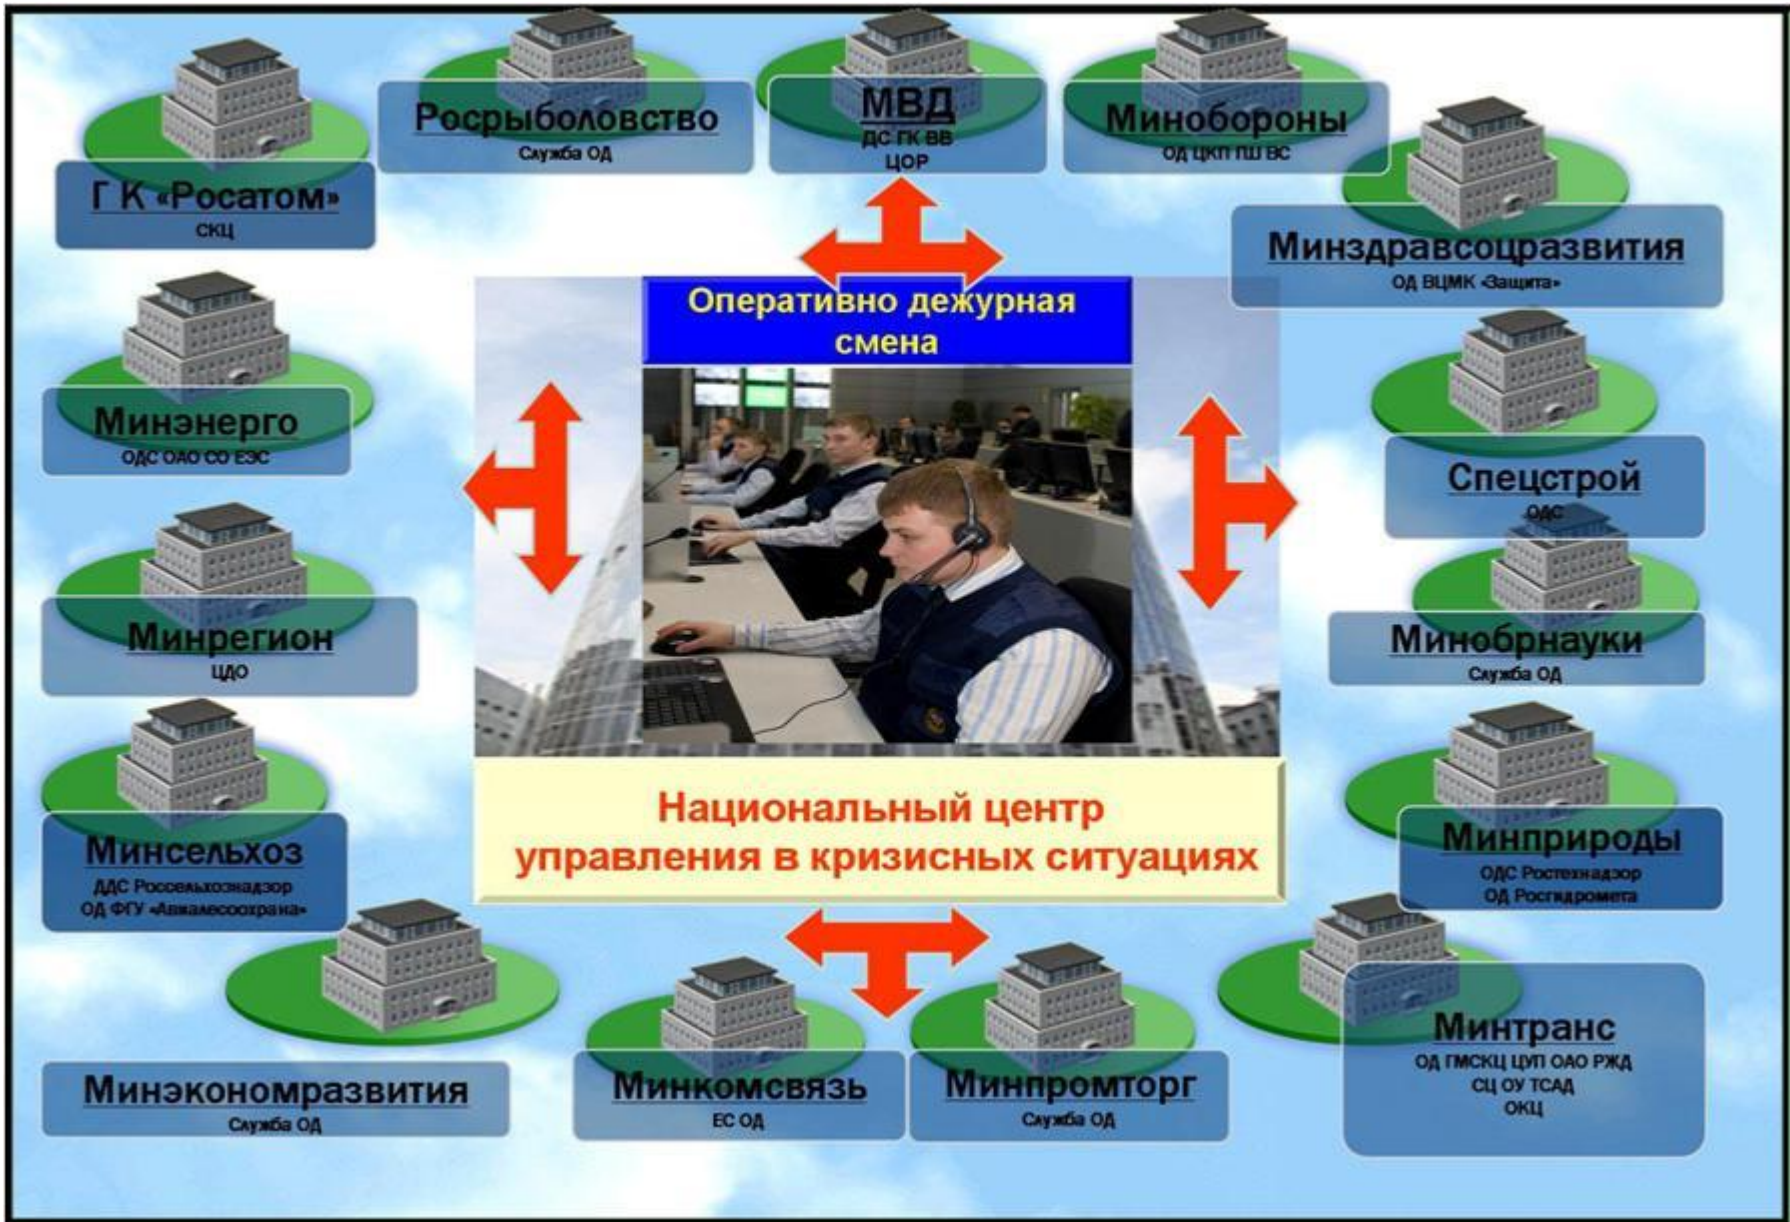 Росрыболовство
Служба ОД
МВД
ДС ГК ВВ
ЦОР
Минобороны
ОД ЦКП ГШ ВС
Г К «Росатом»
СКЦ
Минздравсоцразвития
ОД ВЦМК «Защита»
Оперативно дежурная
смена
Минэнерго
ОДС ОАО СО ЕЭС
Спецстрой
ОДС
Минрегион
ЦДО
Минобрнауки
Служба ОД
Минсельхоз
ДДС Россельхознадзор
ОД ФГУ «Авиалесоохрана»
Национальный центр
управления в кризисных ситуациях
Минприроды
ОДС Ростехнадзор
ОД Росгидромета
Минэкономразвития
Служба ОД
Минкомсвязь
ЕС ОД
Минпромторг
Служба ОД
Минтранс
ОД ГМСКЦ ЦУП ОАО РЖД
СЦ ОУ ТСАД
ОКЦ